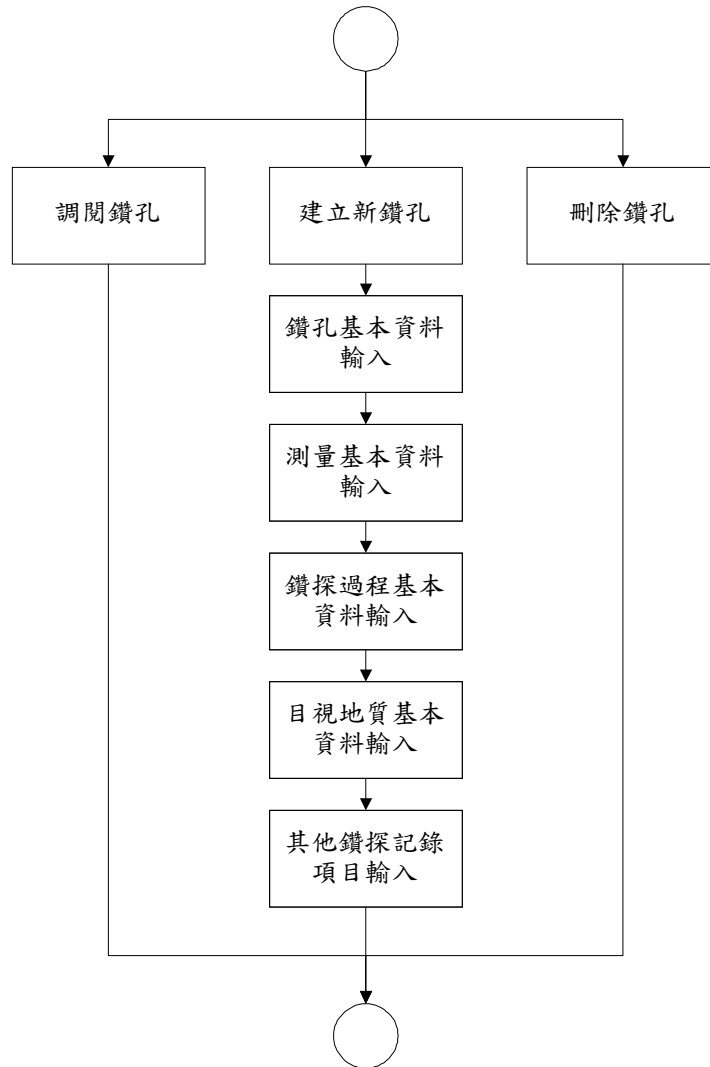 調閱鑽孔
建立新鑽孔
刪除鑽孔
鑽孔基本資料
輸入
測量基本資料
輸入
鑽探過程基本
資料輸入
目視地質基本
資料輸入
其他鑽探記錄
項目輸入